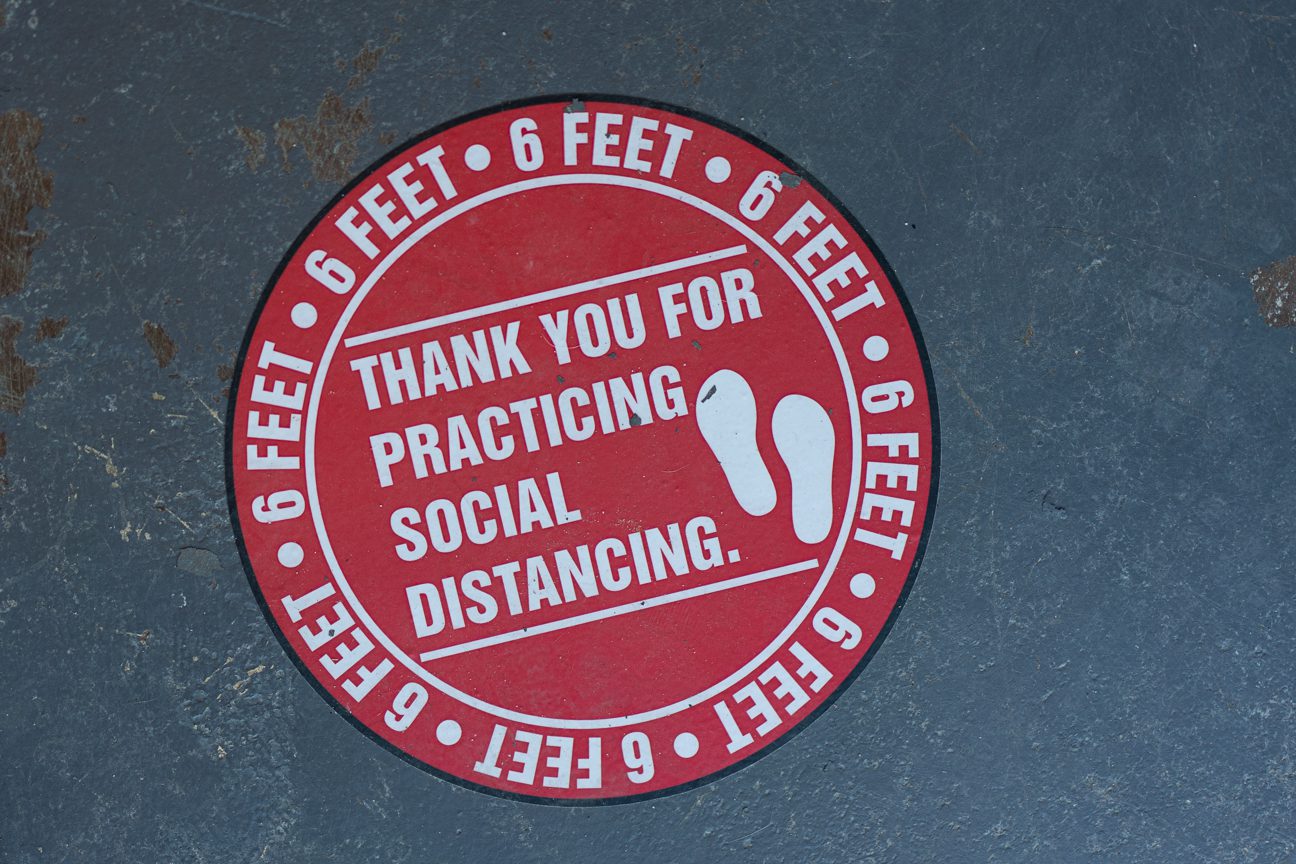 6 FEET • 6 FEET • 6 FEET • 6 FEET • 6 FEET • 6 FEET • 6 FEET • 6 FEET •
THANK YOU FOR
PRACTICING
SOCIAL
DISTANCING.